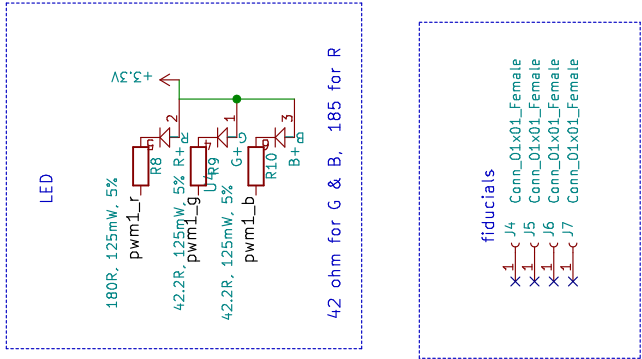 LED
+3.3V
2
1
3
R
G
B
R+
G+
B+
R8
R9
R10
U4
180R, 125mW, 5%
42.2R, 125mW, 5%
42.2R, 125mW, 5%
pwm1_r
pwm1_g
pwm1_b
42 ohm for G & B,  185 for R
fiducials
J4 Conn_01x01_Female
J5 Conn_01x01_Female
J6 Conn_01x01_Female
J7 Conn_01x01_Female
1
1
1
1